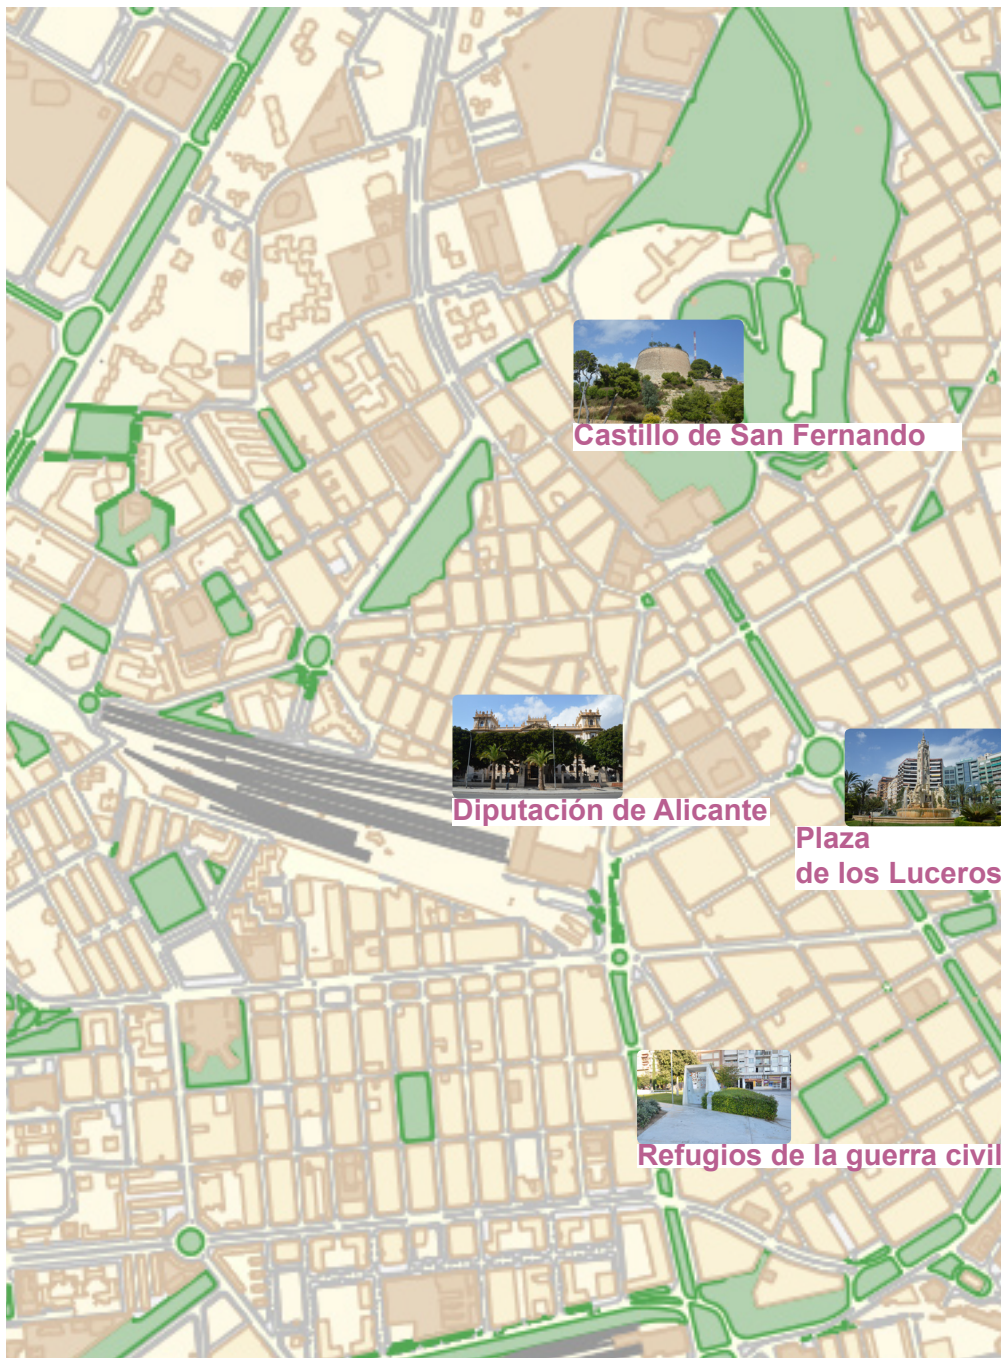 Castillo de San Fernando
Diputación de Alicante
Plaza
de los Luceros
Refugios de la guerra civil